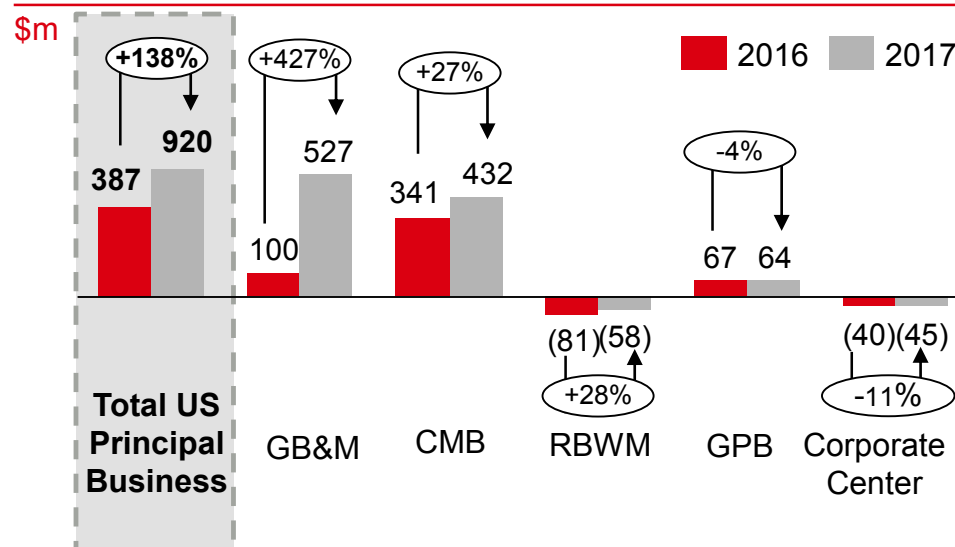 $m
2016 2017
+138% +427% +27% -4%
387 920 100 527 341 432 67 64
(81) (58) (40) (45)
+28% -11%
Total US
Principal
Business
GB&M CMB RBWM GPB Corporate
Center